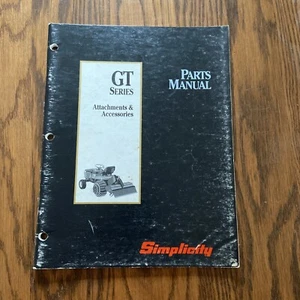 GT
SERIES
Attachments &
Accessories
PARTS
MANUAL
Simplicity